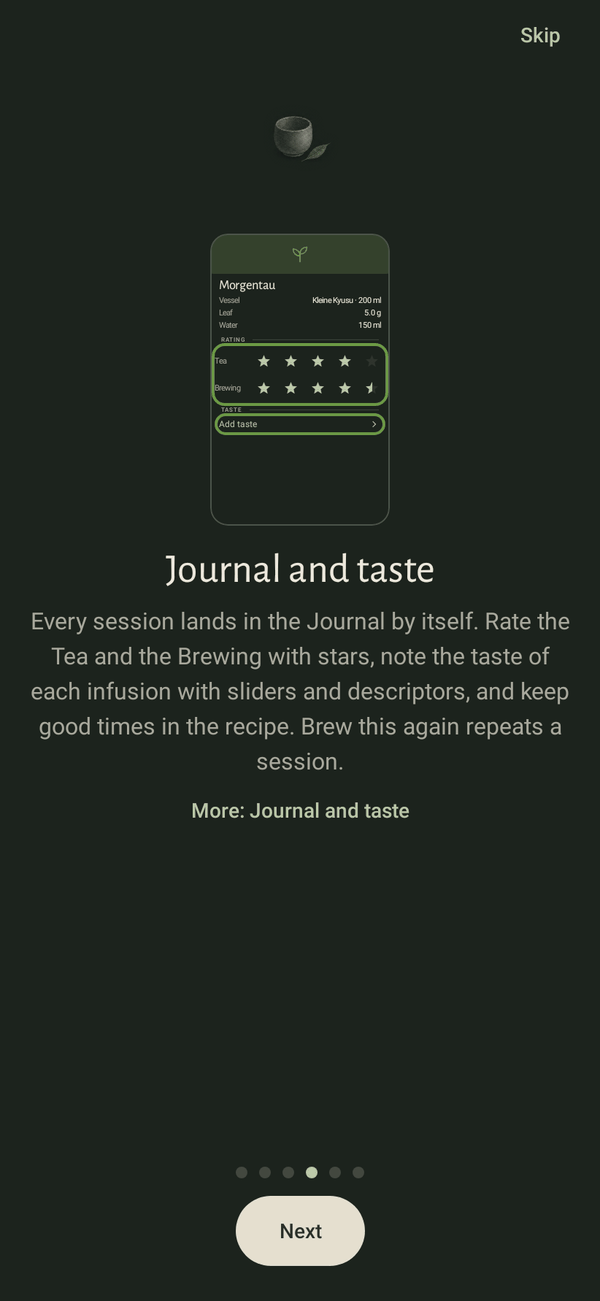 Skip
Morgentau
Vessel Kleine Kyusu · 200 ml
Leaf 5.0 g
Water 150 ml
RATING
Tea
Brewing
TASTE
Add taste
Journal and taste
Every session lands in the Journal by itself. Rate the
Tea and the Brewing with stars, note the taste of
each infusion with sliders and descriptors, and keep
good times in the recipe. Brew this again repeats a
session.
More: Journal and taste
Next